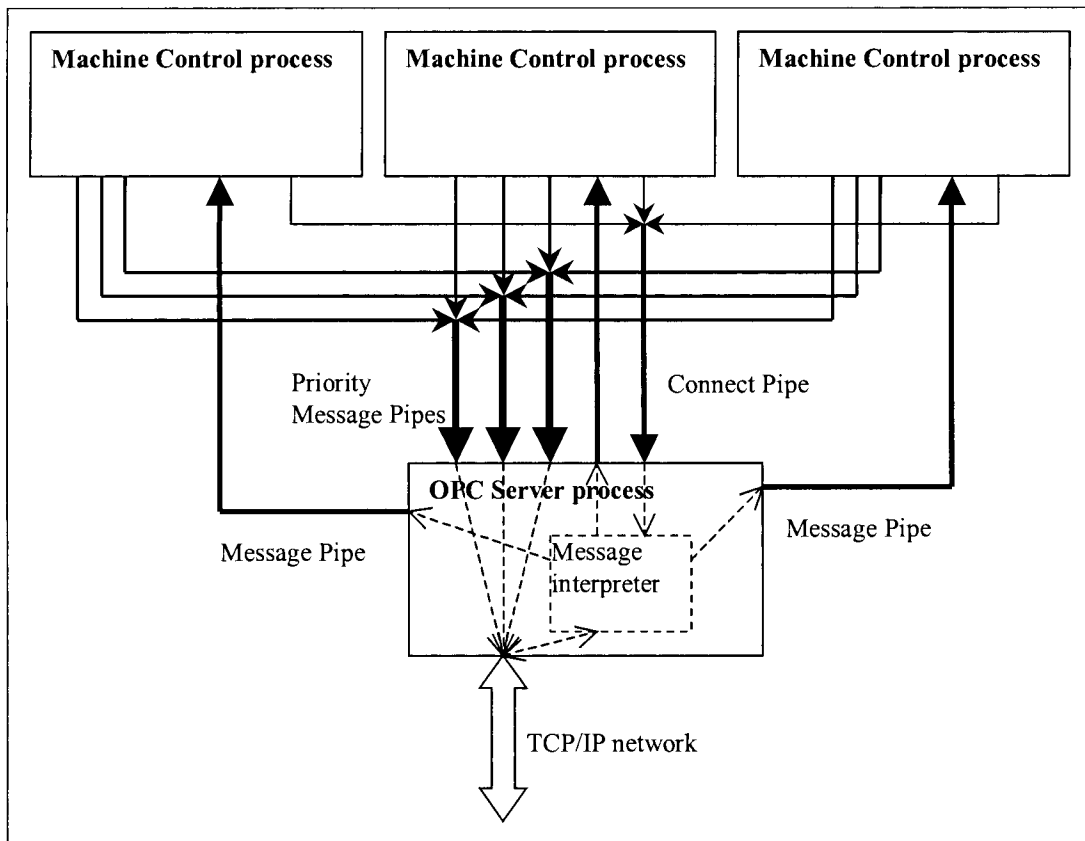 Machine Control process
Machine Control process
Machine Control process
Priority
Message Pipes
Connect Pipe
OPC Server process
Message Pipe
Message
interpreter
Message Pipe
TCP/IP network